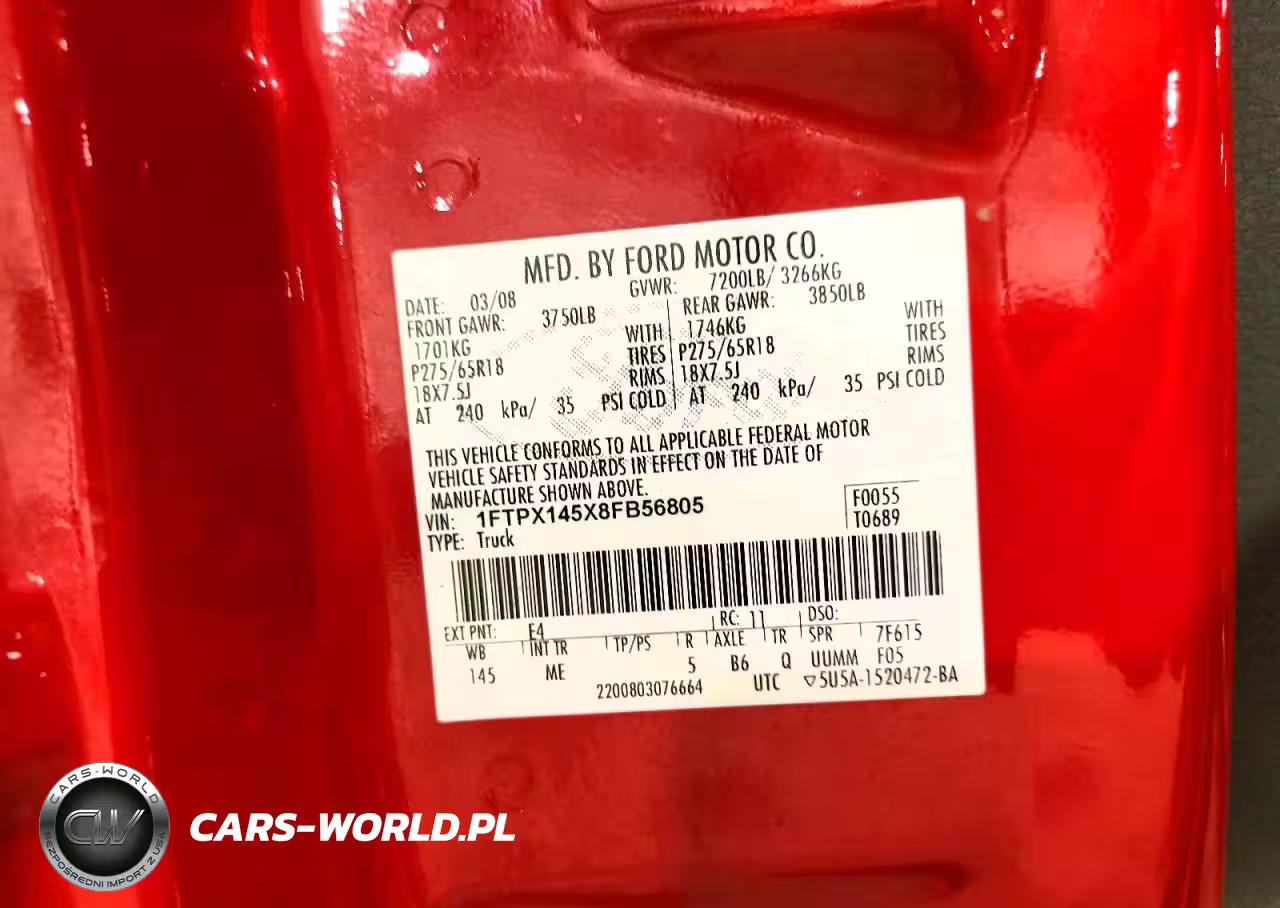 MFD. BY FORD MOTOR CO.
DATE: 03/08 GVWR: 7200LB/ 3266KG
FRONT GAWR: 3750LB REAR GAWR: 3850LB
1701KG WITH 1746KG WITH
P275/65R18 TIRES P275/65R18 TIRES
18X7.5J RIMS 18X7.5J RIMS
AT 240 kPa/ 35 PSI COLD AT 240 kPa/ 35 PSI COLD
THIS VEHICLE CONFORMS TO ALL APPLICABLE FEDERAL MOTOR
VEHICLE SAFETY STANDARDS IN EFFECT ON THE DATE OF
MANUFACTURE SHOWN ABOVE.
VIN: 1FTPX145X8FB56805 F0055
TYPE: Truck T0689
EXT PNT: E4 RC: 11 DSO:
WB INT TR TP/PS R AXLE TR SPR 7F615
145 ME 5 B6 Q UUMM F05
2200803076664 UTC ▽5U5A-1520472-BA
CARS-WORLD
CW
BEZPOŚREDNI IMPORT Z USA
CARS-WORLD.PL